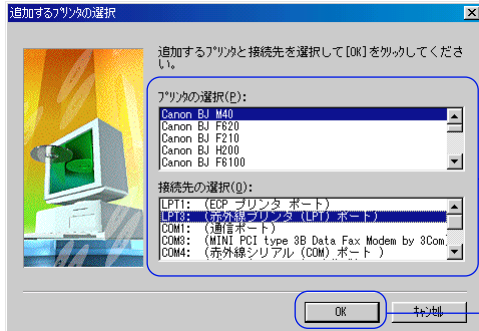 追加するﾌﾟﾘﾝﾀの選択
追加するﾌﾟﾘﾝﾀと接続先を選択して[OK]をｸﾘｯｸしてくださ
い。
ﾌﾟﾘﾝﾀの選択(P):
Canon BJ M40
Canon BJ F620
Canon BJ F210
Canon BJ H200
Canon BJ F6100
接続先の選択(O):
LPT1: (ECP プリンタ ポート)
LPT3: (赤外線プリンタ (LPT) ポート)
COM1: (通信ポート)
COM3: (MINI PCI type 3B Data Fax Modem by 3Com
COM4: (赤外線シリアル (COM) ポート )
OK
ｷｬﾝｾﾙ